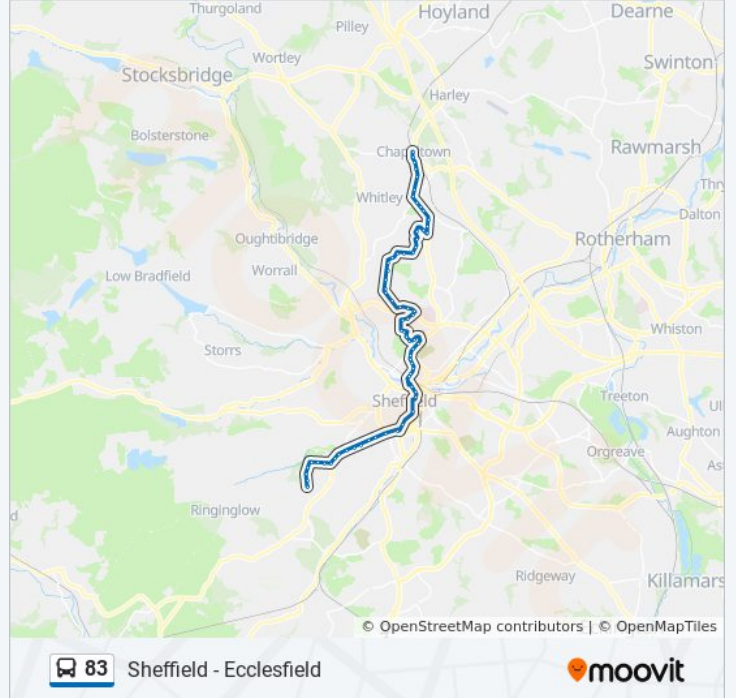 Thurgoland
Hoyland
Dearne
Pilley
Wortley
Swinton
Stocksbridge
Harley
Bolsterstone
Chapeltown
Rawmarsh
Whitley
Dalton
Oughtibridge
Rotherham
Worrall
Low Bradfield
Whiston
Storrs
Treeton
Sheffield
Aughton
Orgreave
Ringinglow
Ridgeway
Killamars
© OpenStreetMap contributors | © OpenMapTiles
83 Sheffield - Ecclesfield
moovit